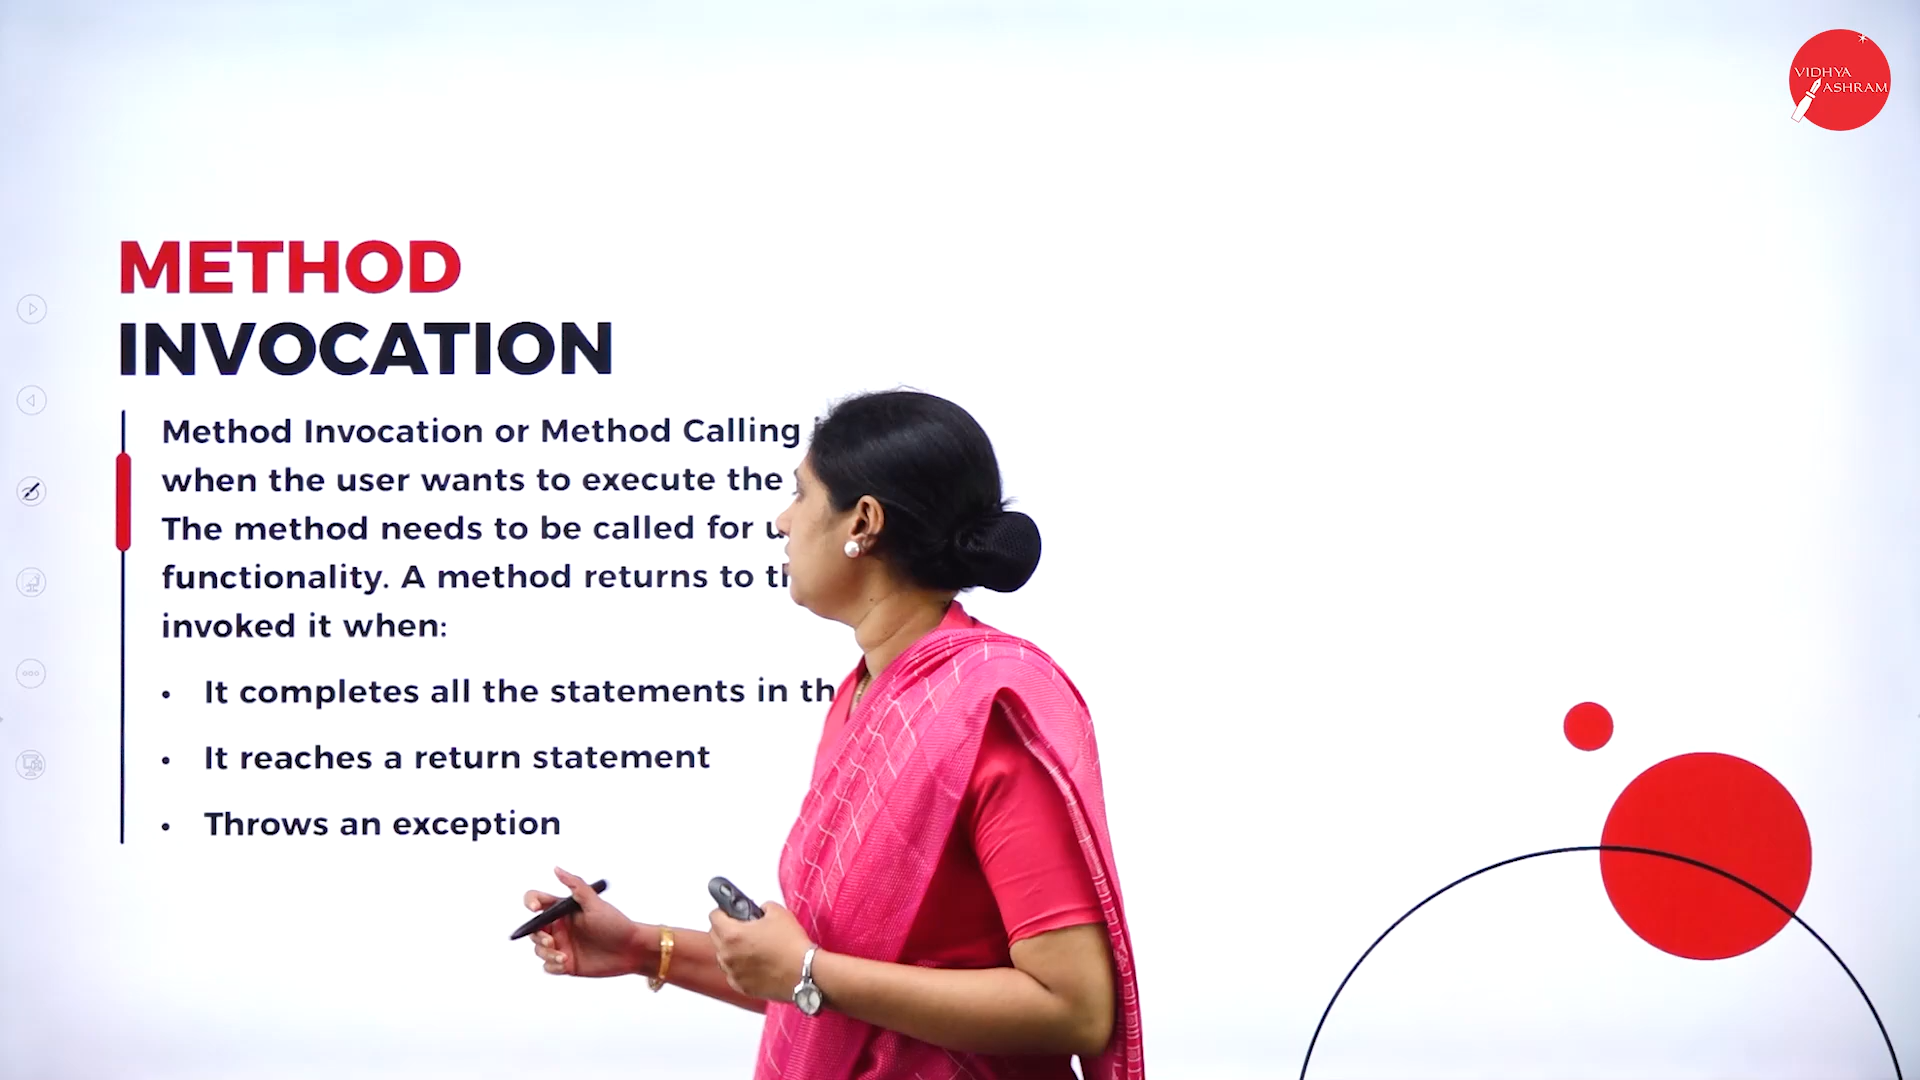 VIDHYA
ASHRAM
METHOD
INVOCATION
Method Invocation or Method Calling
when the user wants to execute the
The method needs to be called for
functionality. A method returns to
invoked it when:
• It completes all the statements in
• It reaches a return statement
• Throws an exception